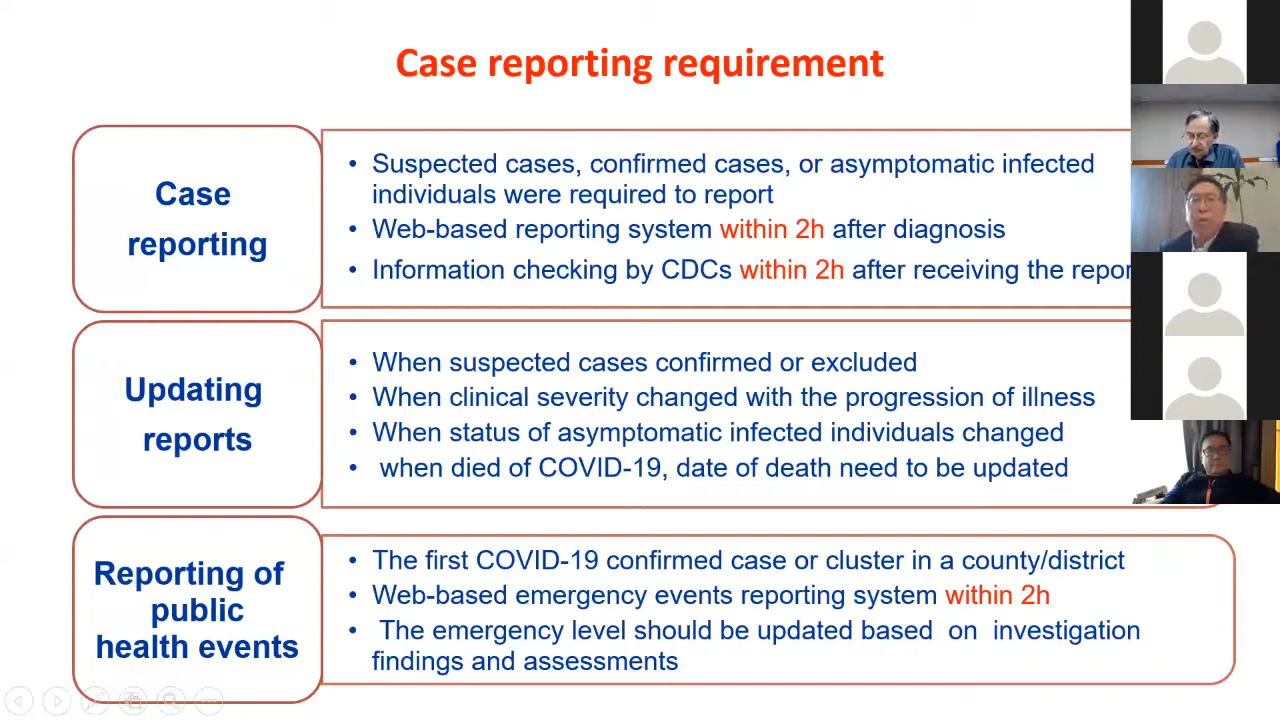 Case reporting requirement
Case
reporting
• Suspected cases, confirmed cases, or asymptomatic infected
individuals were required to report
• Web-based reporting system within 2h after diagnosis
• Information checking by CDCs within 2h after receiving the repor
Updating
reports
• When suspected cases confirmed or excluded
• When clinical severity changed with the progression of illness
• When status of asymptomatic infected individuals changed
• when died of COVID-19, date of death need to be updated
Reporting of
public
health events
• The first COVID-19 confirmed case or cluster in a county/district
• Web-based emergency events reporting system within 2h
• The emergency level should be updated based on investigation
findings and assessments